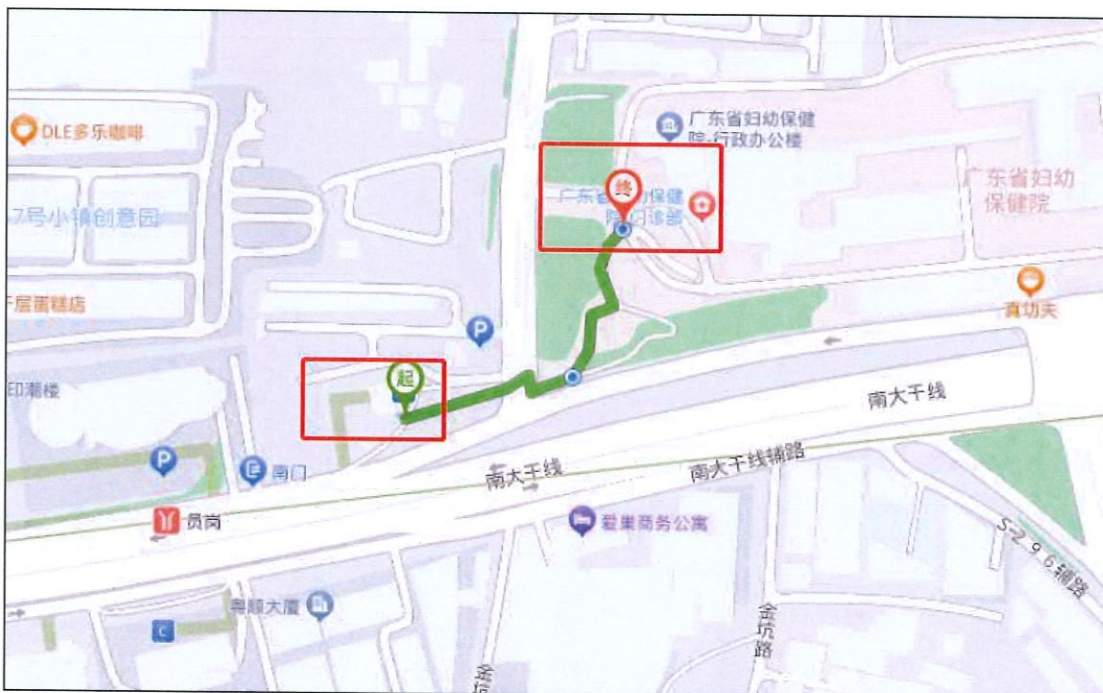 DLE多乐咖啡
广东省妇幼保健
院-行政办公楼
终
广东省妇幼保健
院-门诊部
广东省妇幼
保健院
7号小镇创意园
千层蛋糕店
P
真功夫
起
印潮楼
南大干线
P
南门
南大干线
南大干线辅路
员岗
爱巢商务公寓
S296辅路
粤顺大厦
C
金坑路
金坑